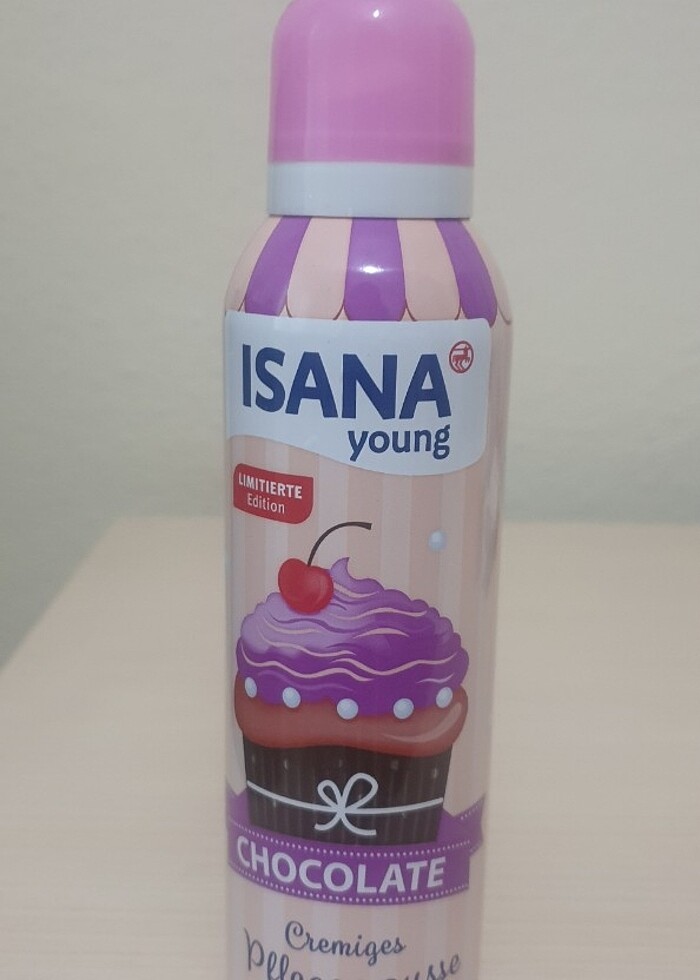 ISANA
young
LIMITIERTE
Edition
CHOCOLATE
Cremiges